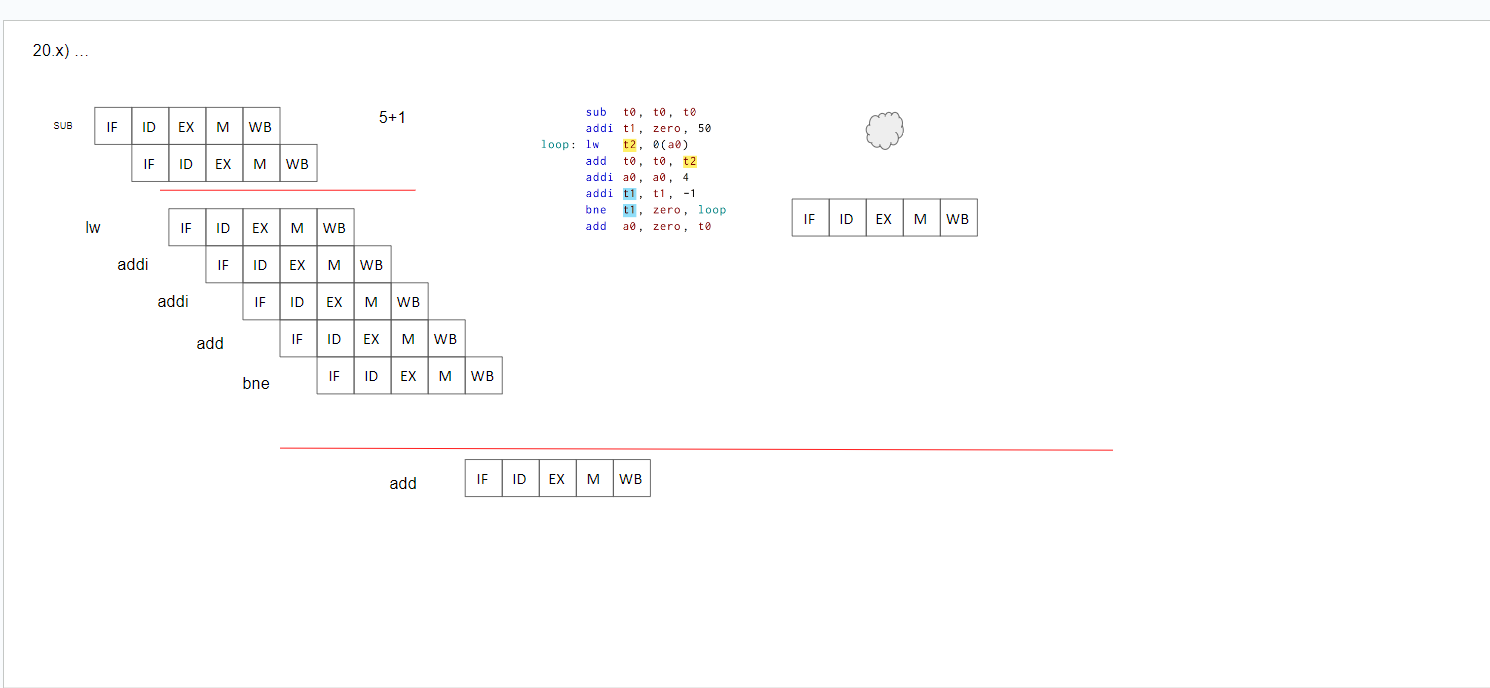 20.x) ...
SUB IF ID EX M WB
5+1
IF ID EX M WB
sub t0, t0, t0
addi t1, zero, 50
loop: lw t2, 0(a0)
add t0, t0, t2
addi a0, a0, 4
addi t1, t1, -1
bne t1, zero, loop
add a0, zero, t0
IF ID EX M WB
lw IF ID EX M WB
addi IF ID EX M WB
addi IF ID EX M WB
add IF ID EX M WB
bne IF ID EX M WB
add IF ID EX M WB